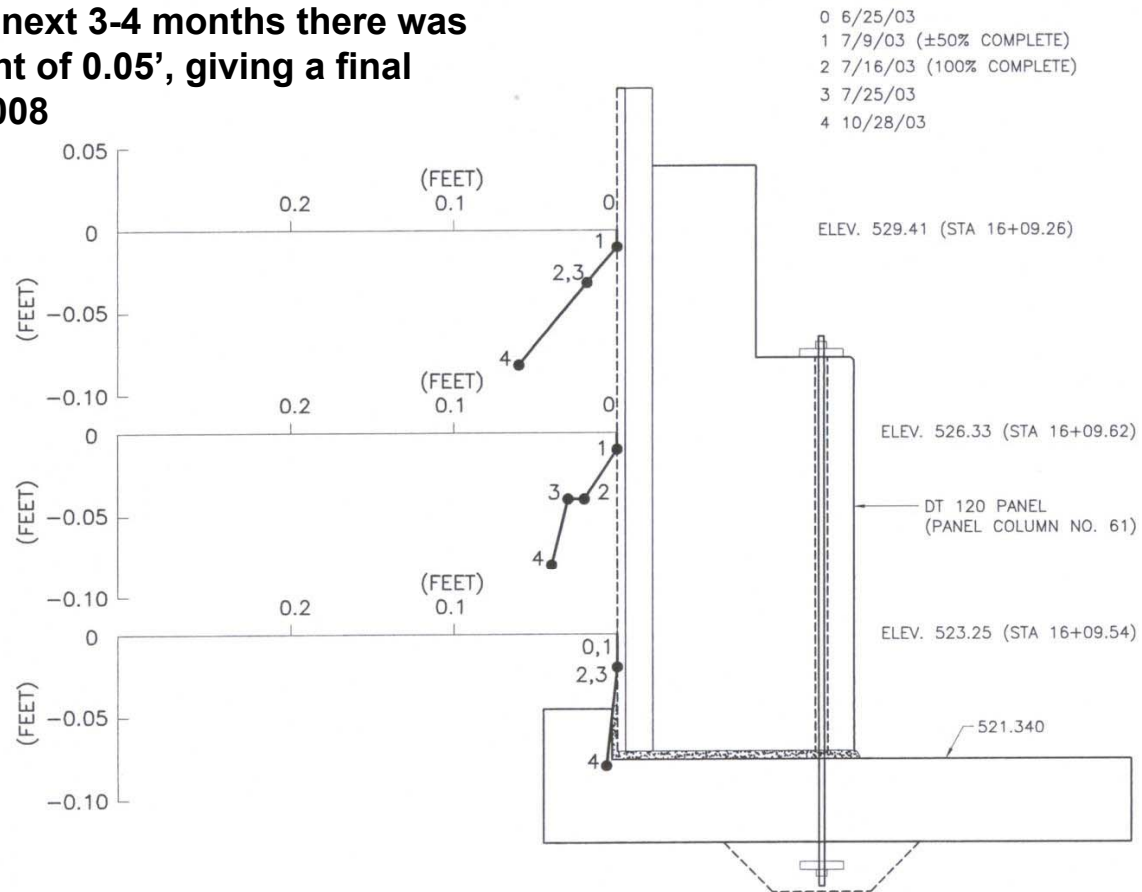 next 3-4 months there was
nt of 0.05’, giving a final
008
0 6/25/03
1 7/9/03 (±50% COMPLETE)
2 7/16/03 (100% COMPLETE)
3 7/25/03
4 10/28/03
0.05
(FEET)
0.2 0.1 0
0
1
2,3
(FEET)
−0.05
4
−0.10
ELEV. 529.41 (STA 16+09.26)
(FEET)
0.2 0.1 0
0
1
3 2
(FEET)
−0.05
4
−0.10
ELEV. 526.33 (STA 16+09.62)
DT 120 PANEL
(PANEL COLUMN NO. 61)
(FEET)
0.2 0.1
0
0,1
2,3
(FEET)
−0.05
4
−0.10
ELEV. 523.25 (STA 16+09.54)
521.340